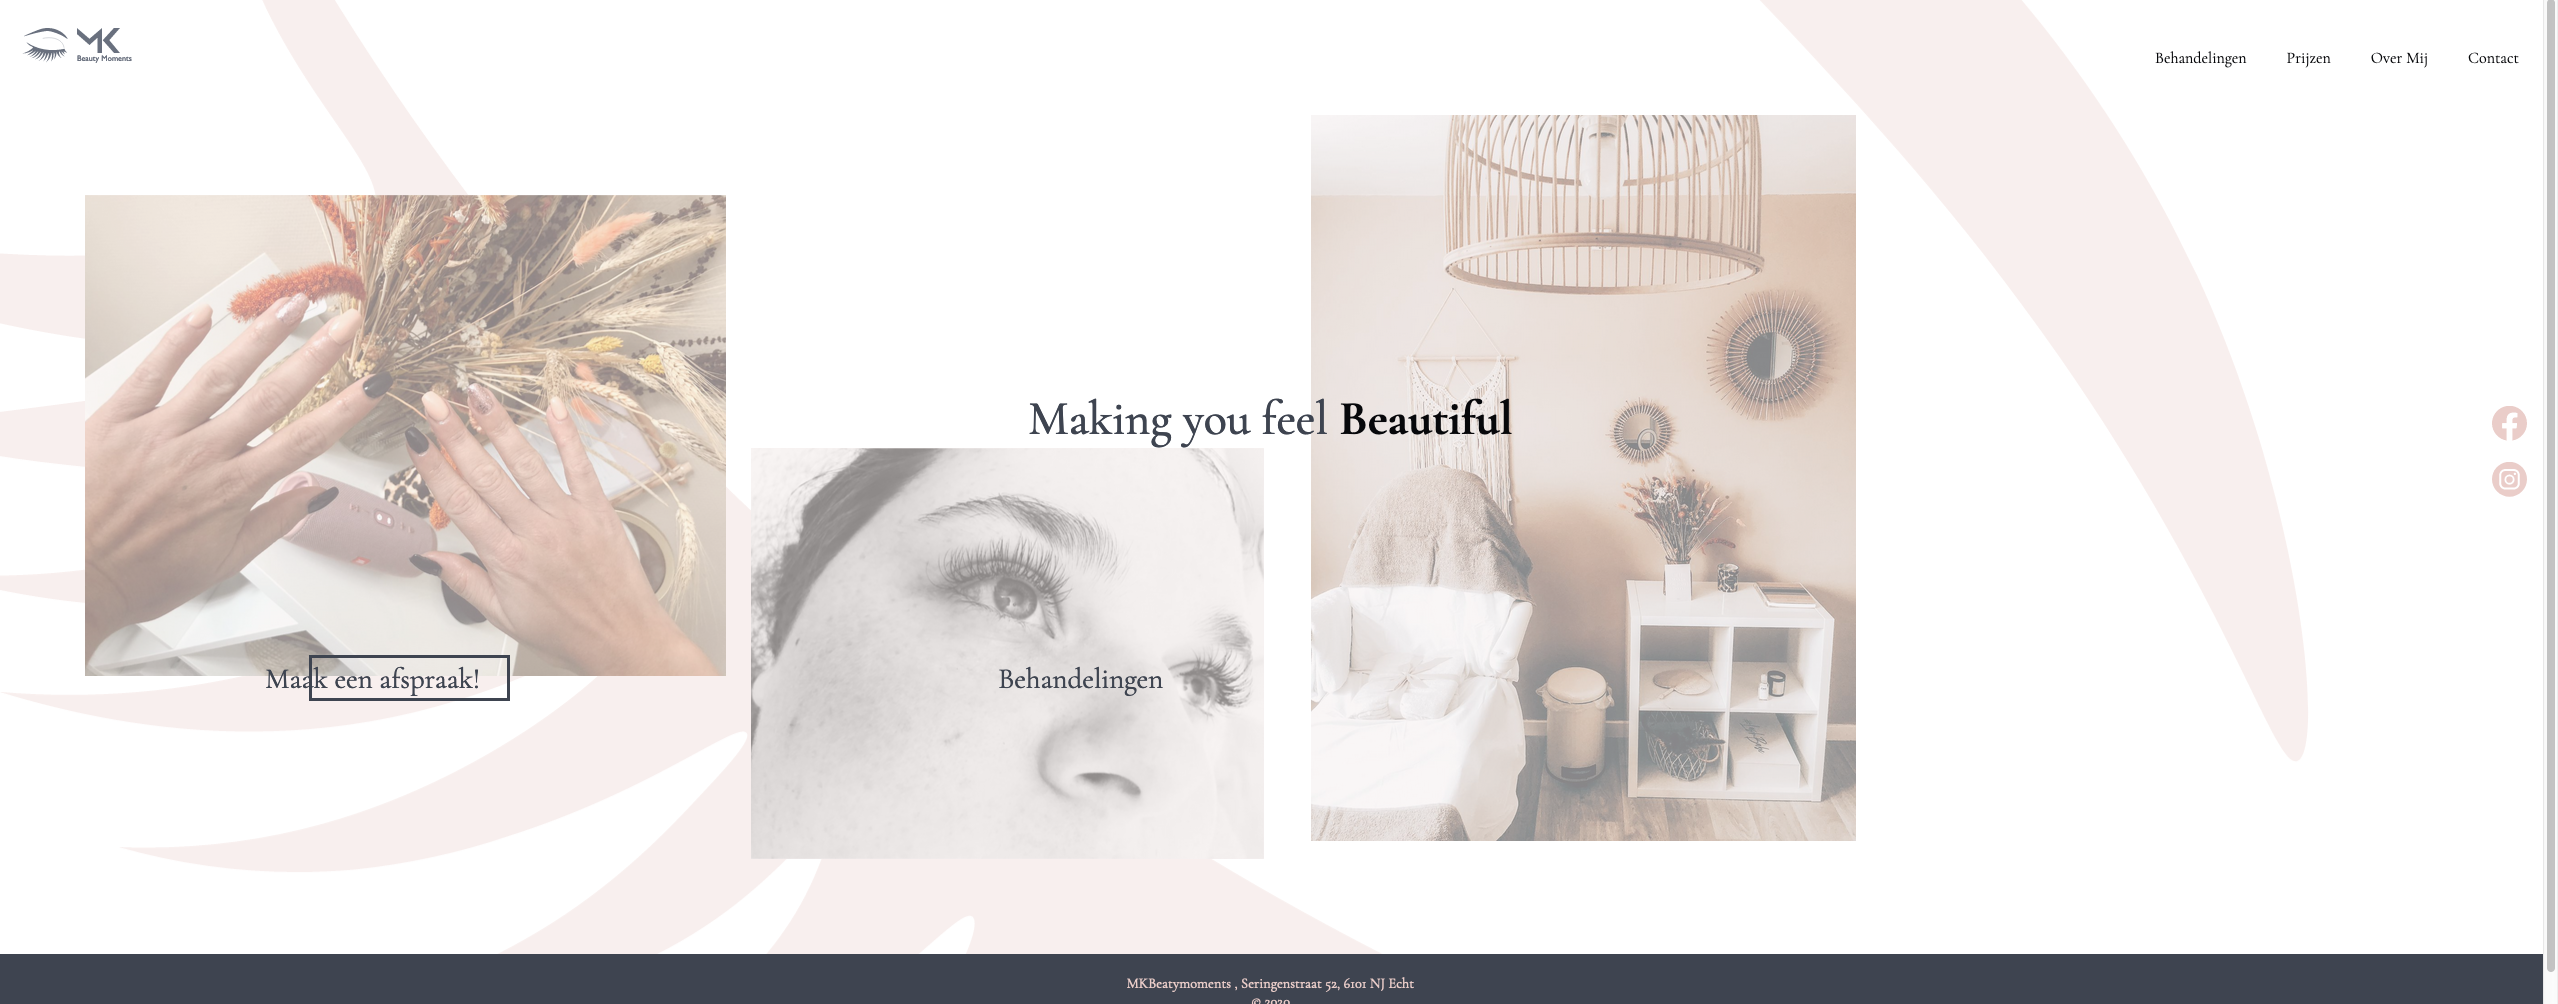 MK
Beauty Moments
Behandelingen Prijzen Over Mij Contact
Making you feel Beautiful
Maak een afspraak!
Behandelingen
MKBeatymoments , Seringenstraat 52, 6101 NJ Echt
© 2020